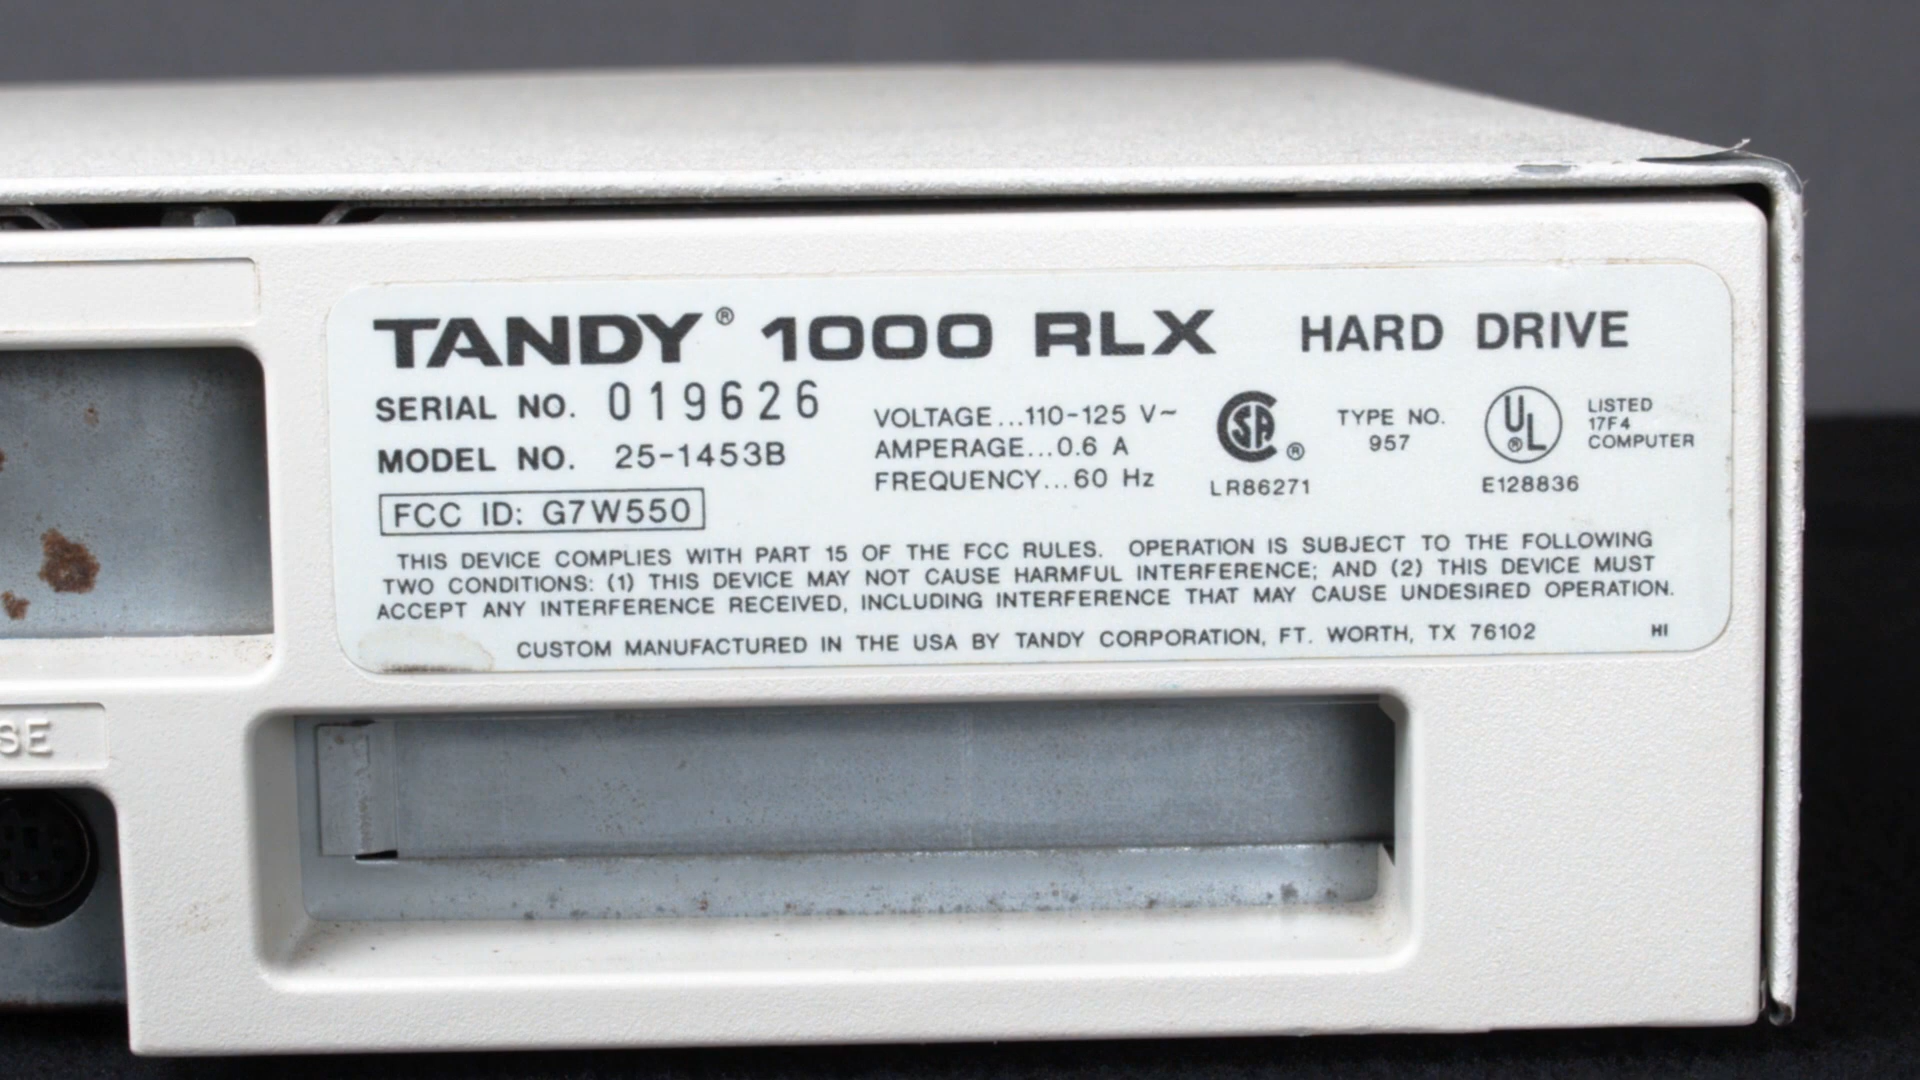 TANDY® 1000 RLX HARD DRIVE
SERIAL NO. 019626
MODEL NO. 25-1453B
FCC ID: G7W550
VOLTAGE...110-125 V~
AMPERAGE...0.6 A
FREQUENCY...60 Hz
SA ®
LR86271
TYPE NO.
957
UL ®
E128836
LISTED
17F4
COMPUTER
THIS DEVICE COMPLIES WITH PART 15 OF THE FCC RULES. OPERATION IS SUBJECT TO THE FOLLOWING
TWO CONDITIONS: (1) THIS DEVICE MAY NOT CAUSE HARMFUL INTERFERENCE; AND (2) THIS DEVICE MUST
ACCEPT ANY INTERFERENCE RECEIVED, INCLUDING INTERFERENCE THAT MAY CAUSE UNDESIRED OPERATION.
CUSTOM MANUFACTURED IN THE USA BY TANDY CORPORATION, FT. WORTH, TX 76102
HI
SE